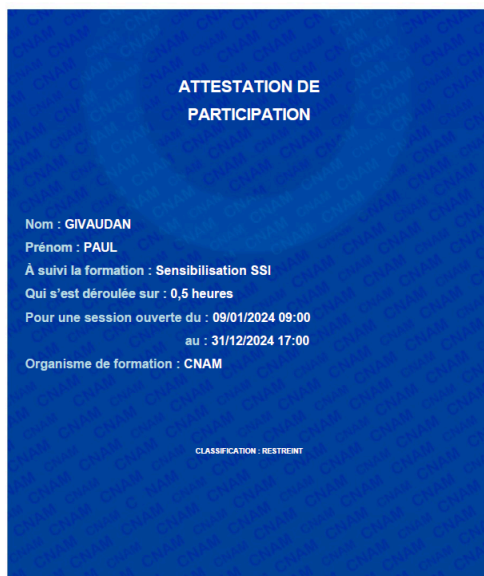 ATTESTATION DE
PARTICIPATION
Nom : GIVAUDAN
Prénom : PAUL
À suivi la formation : Sensibilisation SSI
Qui s'est déroulée sur : 0,5 heures
Pour une session ouverte du : 09/01/2024 09:00
au : 31/12/2024 17:00
Organisme de formation : CNAM
CLASSIFICATION : RESTREINT